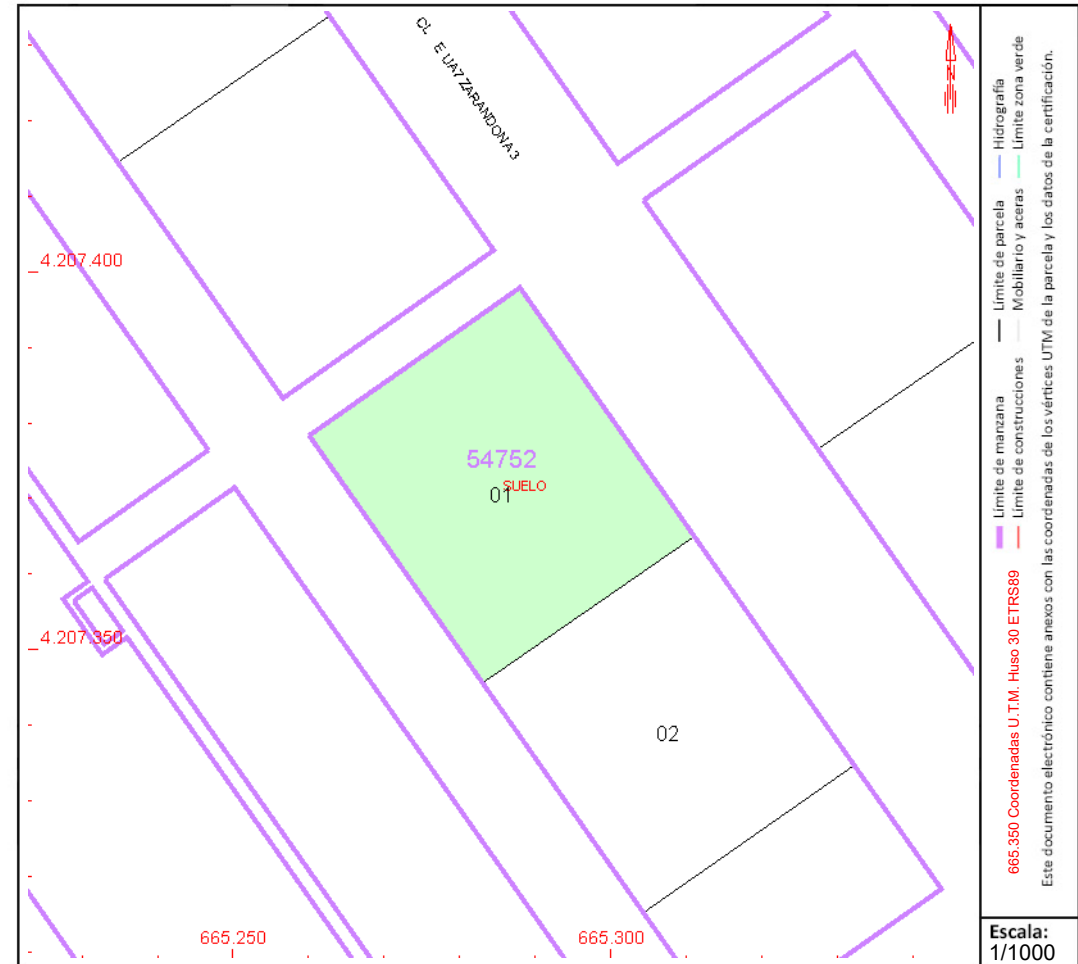 CL E UA7 ZARANDONA 3
4.207.400
54752
SUELO
01
4.207.350
02
665.250
665.300
N
Hidrografía
Límite zona verde
Límite de parcela
Mobiliario y aceras
Límite de manzana
Límite de construcciones
665.350 Coordenadas U.T.M. Huso 30 ETRS89
Este documento electrónico contiene anexos con las coordenadas de los vértices UTM de la parcela y los datos de la certificación.
Escala:
1/1000